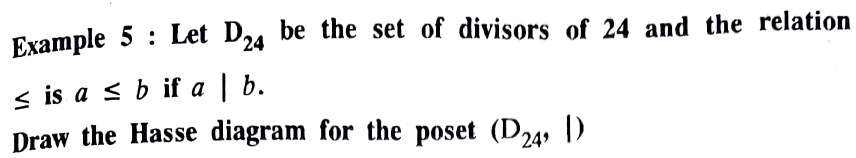 Example 5 : Let D₂₄ be the set of divisors of 24 and the relation
≤ is a ≤ b if a | b.
Draw the Hasse diagram for the poset (D₂₄, |)